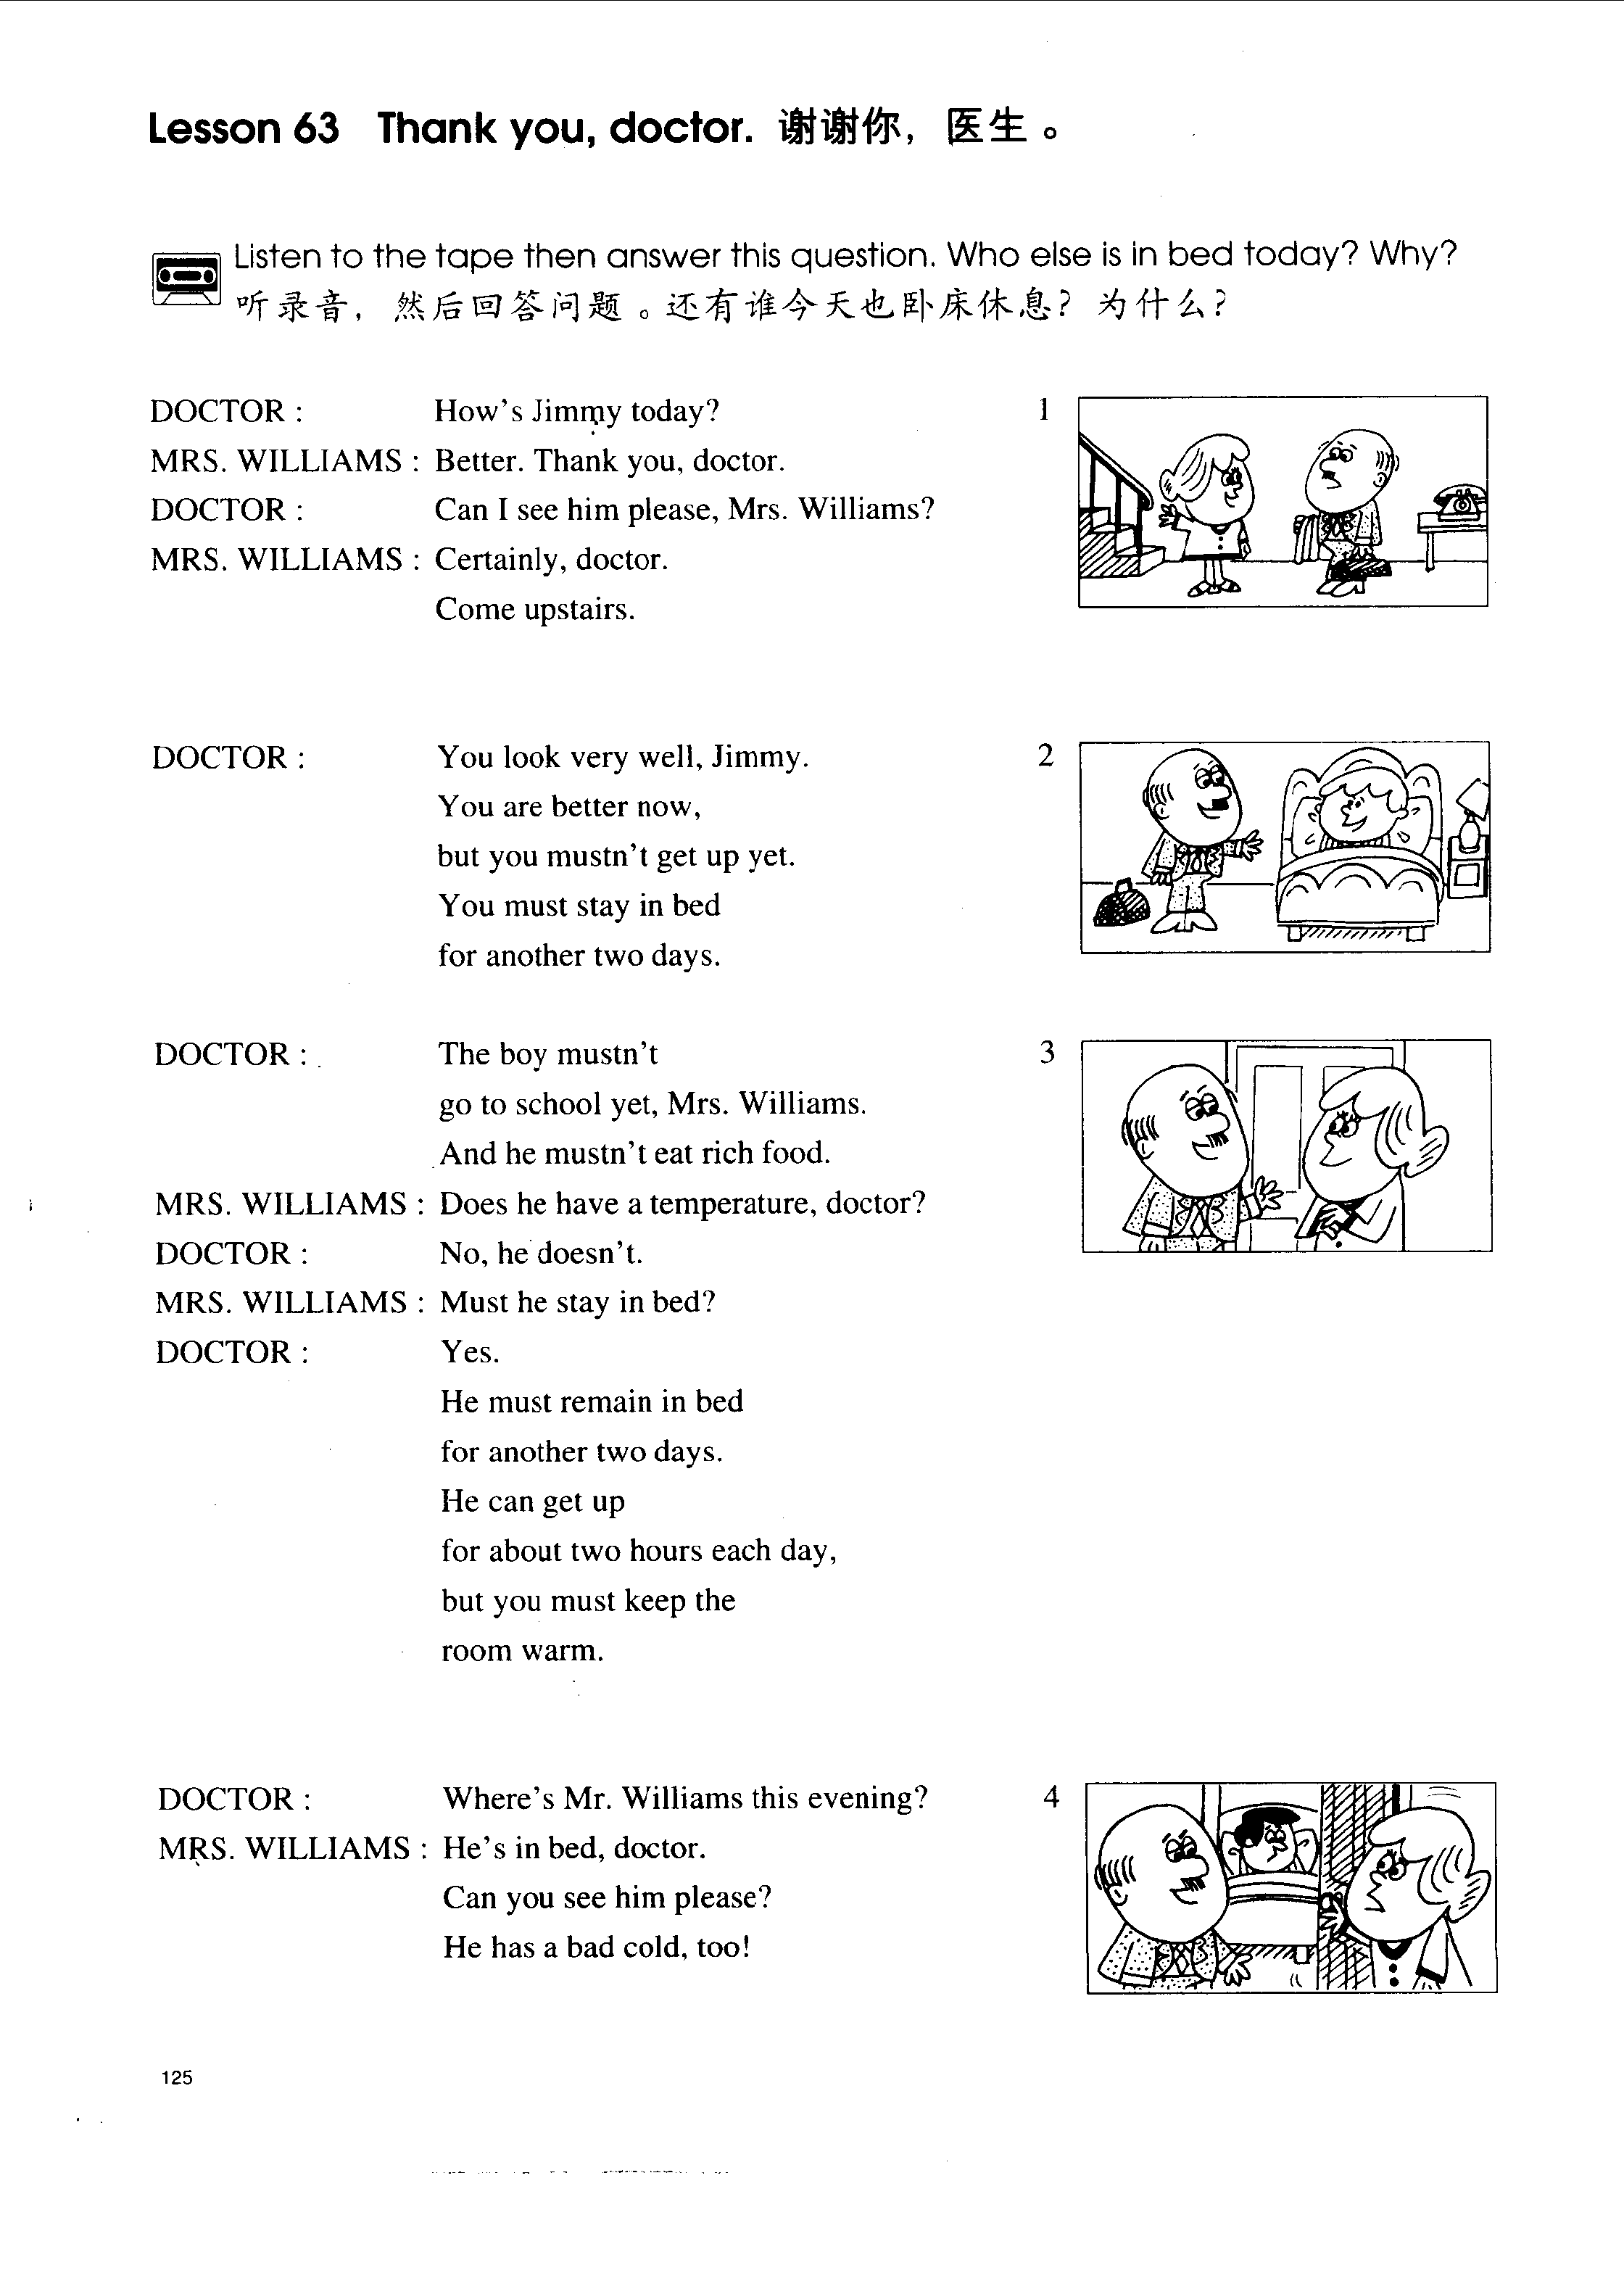 Lesson 63 Thank you, doctor. 谢谢你，医生。
Listen to the tape then answer this question. Who else is in bed today? Why?
听录音，然后回答问题。还有谁今天也卧床休息？为什么？
DOCTOR : How's Jimmy today? 1
MRS. WILLIAMS : Better. Thank you, doctor.
DOCTOR : Can I see him please, Mrs. Williams?
MRS. WILLIAMS : Certainly, doctor.
Come upstairs.
DOCTOR : You look very well, Jimmy. 2
You are better now,
but you mustn't get up yet.
You must stay in bed
for another two days.
DOCTOR : The boy mustn't 3
go to school yet, Mrs. Williams.
And he mustn't eat rich food.
MRS. WILLIAMS : Does he have a temperature, doctor?
DOCTOR : No, he doesn't.
MRS. WILLIAMS : Must he stay in bed?
DOCTOR : Yes.
He must remain in bed
for another two days.
He can get up
for about two hours each day,
but you must keep the
room warm.
DOCTOR : Where's Mr. Williams this evening? 4
MRS. WILLIAMS : He's in bed, doctor.
Can you see him please?
He has a bad cold, too!
125